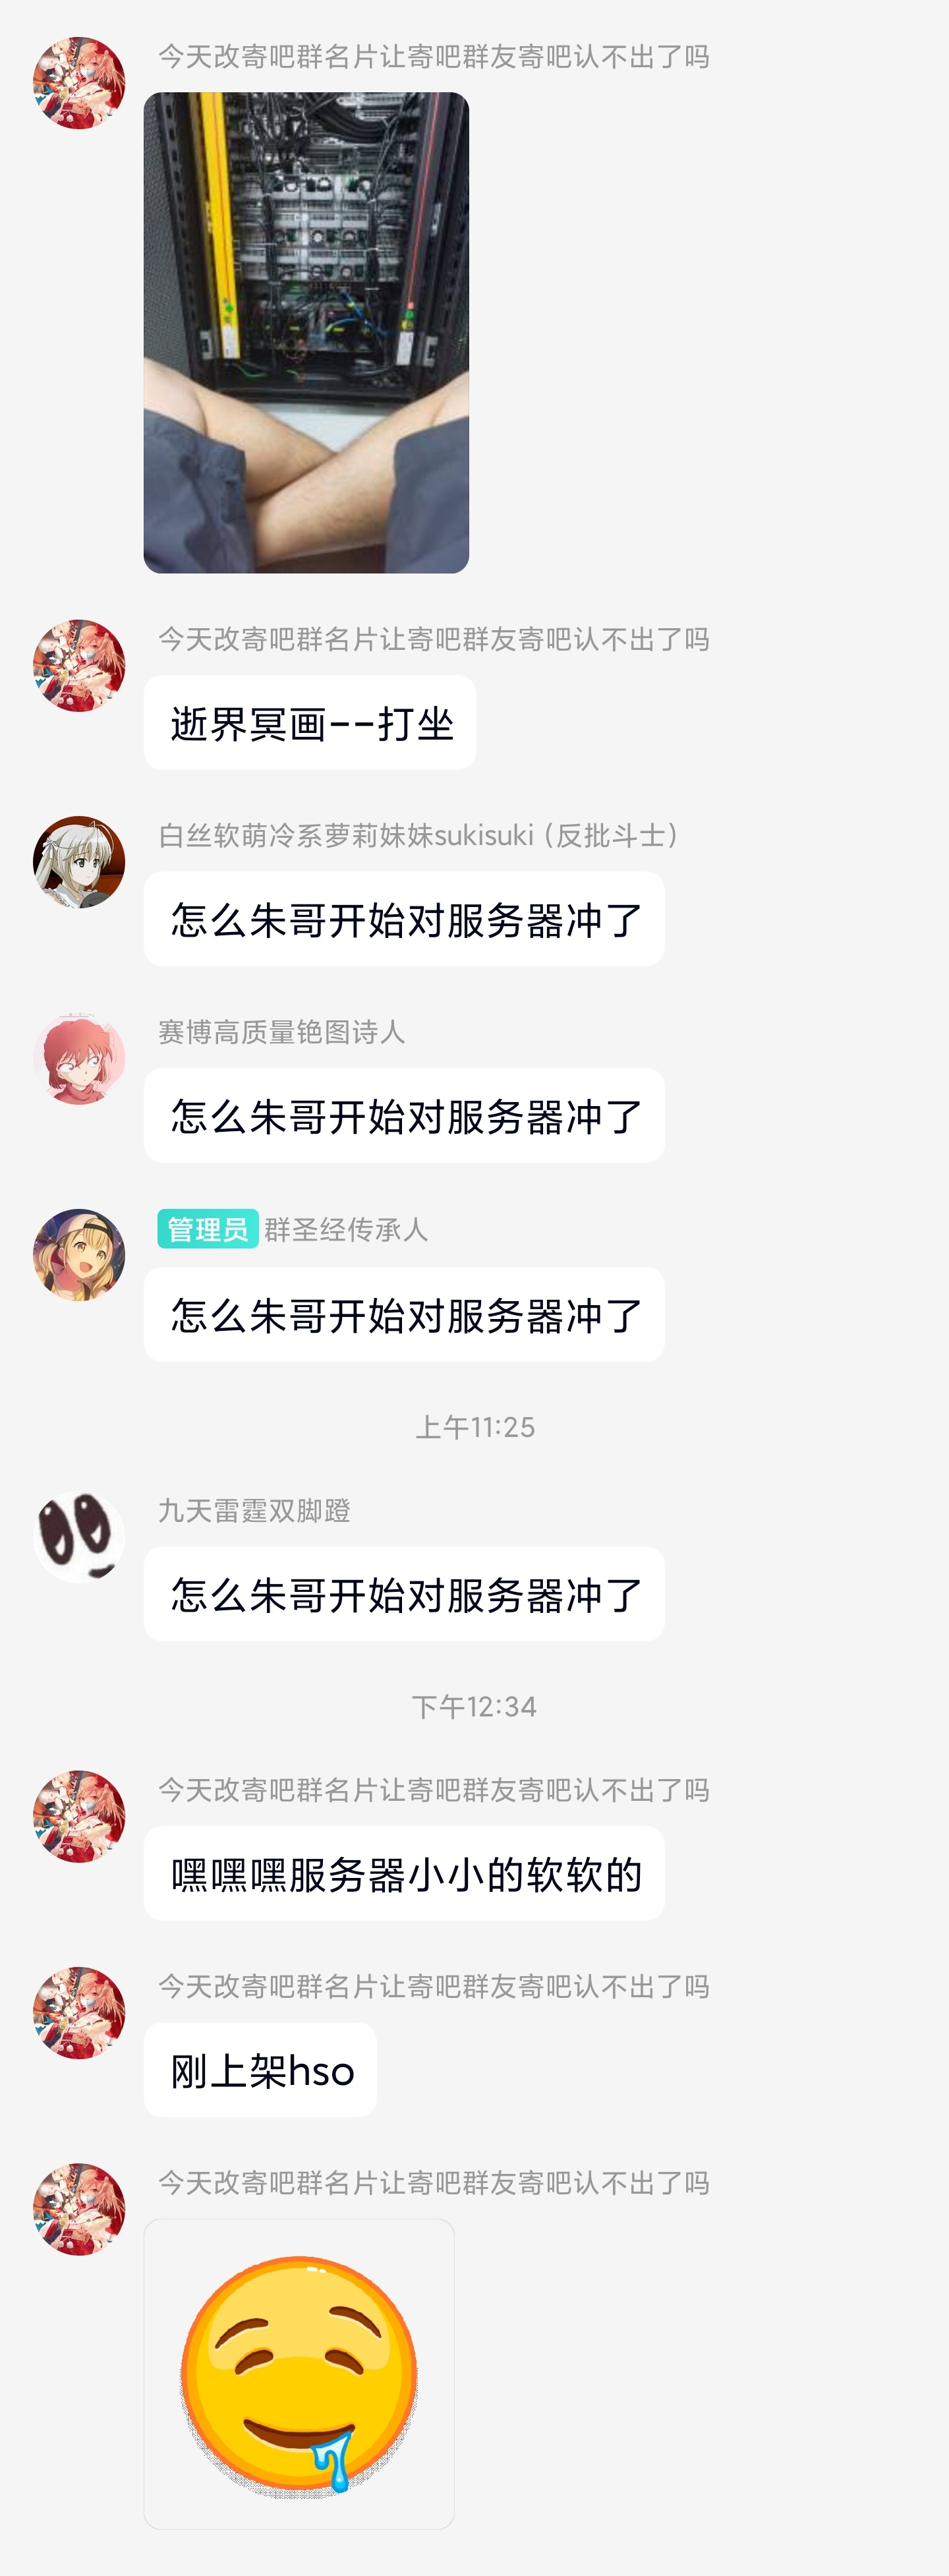 今天改寄吧群名片让寄吧群友寄吧认不出了吗
今天改寄吧群名片让寄吧群友寄吧认不出了吗
逝界冥画--打坐
白丝软萌冷系萝莉妹妹sukisuki（反批斗士）
怎么朱哥开始对服务器冲了
赛博高质量铯图诗人
怎么朱哥开始对服务器冲了
管理员 群圣经传承人
怎么朱哥开始对服务器冲了
上午11:25
九天雷霆双脚蹬
怎么朱哥开始对服务器冲了
下午12:34
今天改寄吧群名片让寄吧群友寄吧认不出了吗
嘿嘿嘿服务器小小的软软的
今天改寄吧群名片让寄吧群友寄吧认不出了吗
刚上架hso
今天改寄吧群名片让寄吧群友寄吧认不出了吗